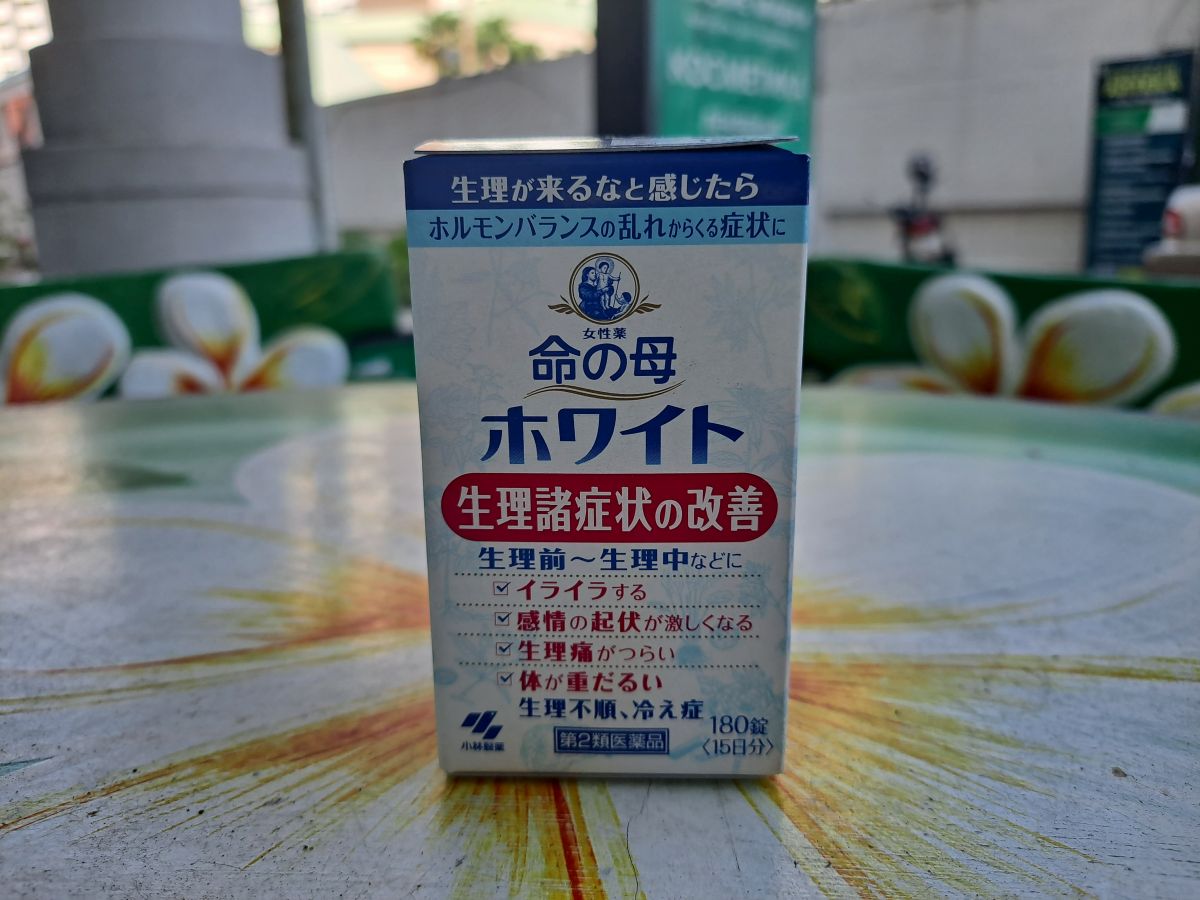 生理が来るなと感じたら
ホルモンバランスの乱れからくる症状に
女性薬
命の母
ホワイト
生理諸症状の改善
生理前～生理中などに
イライラする
感情の起伏が激しくなる
生理痛がつらい
体が重だるい
生理不順、冷え症
小林製薬
第2類医薬品
180錠
〈15日分〉
КОСМЕТИКА